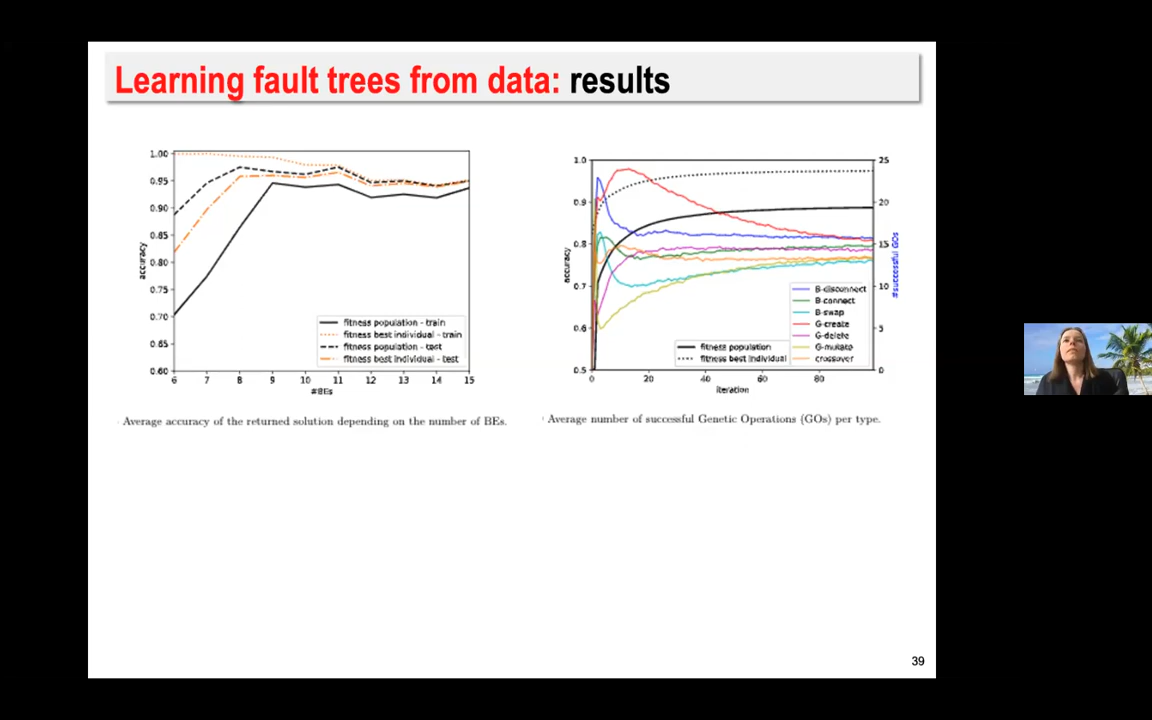 Learning fault trees from data: results
1.00
0.95
0.90
0.85
0.80
0.75
0.70
0.65
0.60
accuracy
6 7 8 9 10 11 12 13 14 15
#BEs
fitness population - train
fitness best individual - train
fitness population - test
fitness best individual - test
Average accuracy of the returned solution depending on the number of BEs.
1.0
0.9
0.8
0.7
0.6
0.5
accuracy
0 20 40 60 80
iteration
25
20
15
10
5
0
#successful GOs
fitness population
fitness best individual
B-disconnect
B-connect
B-swap
G-create
G-delete
G-mutate
crossover
Average number of successful Genetic Operations (GOs) per type.
39